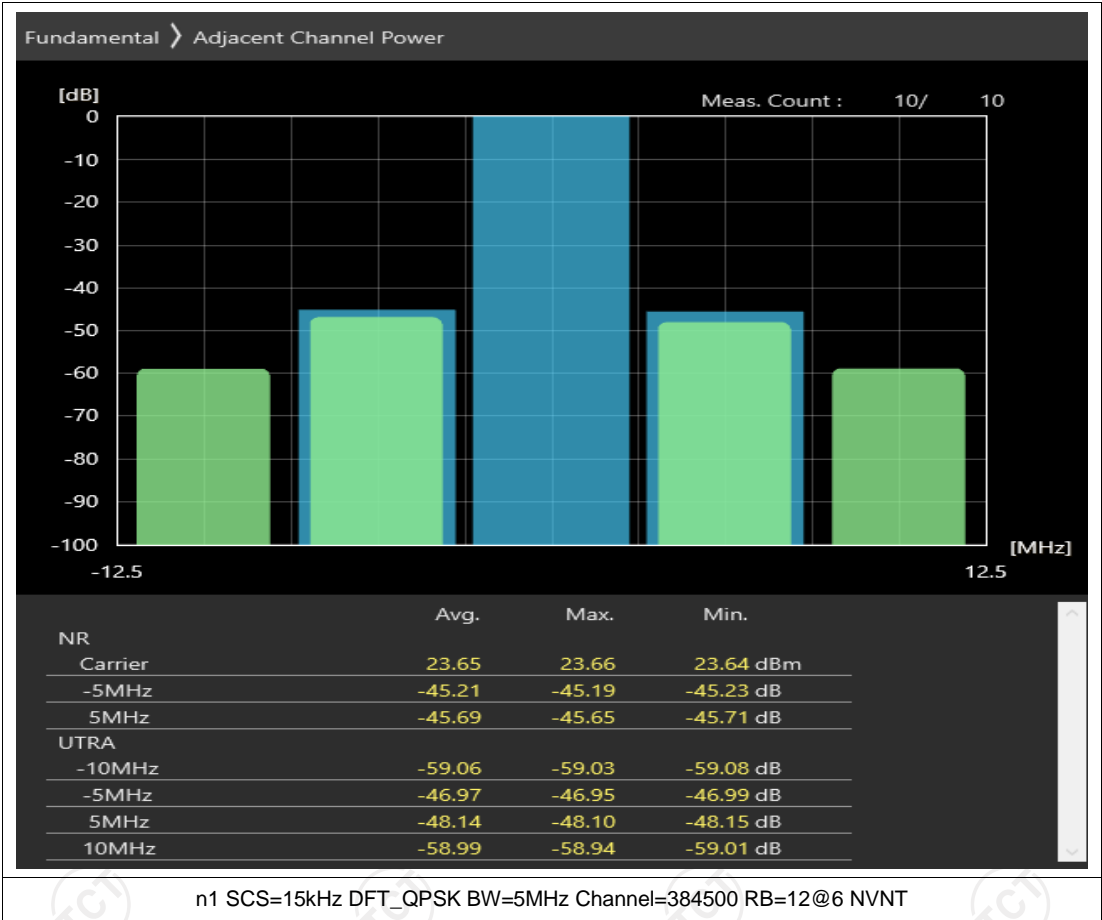 Fundamental > Adjacent Channel Power
[dB]
Meas. Count : 10/ 10
0
-10
-20
-30
-40
-50
-60
-70
-80
-90
-100
[MHz]
-12.5 12.5
Avg. Max. Min.
NR
Carrier 23.65 23.66 23.64 dBm
-5MHz -45.21 -45.19 -45.23 dB
5MHz -45.69 -45.65 -45.71 dB
UTRA
-10MHz -59.06 -59.03 -59.08 dB
-5MHz -46.97 -46.95 -46.99 dB
5MHz -48.14 -48.10 -48.15 dB
10MHz -58.99 -58.94 -59.01 dB
n1 SCS=15kHz DFT_QPSK BW=5MHz Channel=384500 RB=12@6 NVNT
TCT TCT TCT TCT